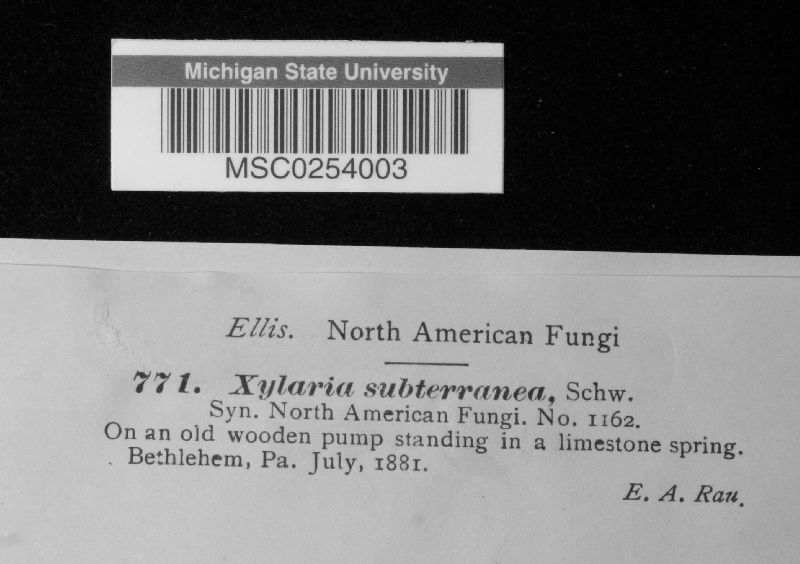 Michigan State University
MSC0254003
Ellis. North American Fungi
771. Xylaria subterranea, Schw.
Syn. North American Fungi. No. 1162.
On an old wooden pump standing in a limestone spring.
Bethlehem, Pa. July, 1881.
E. A. Rau.